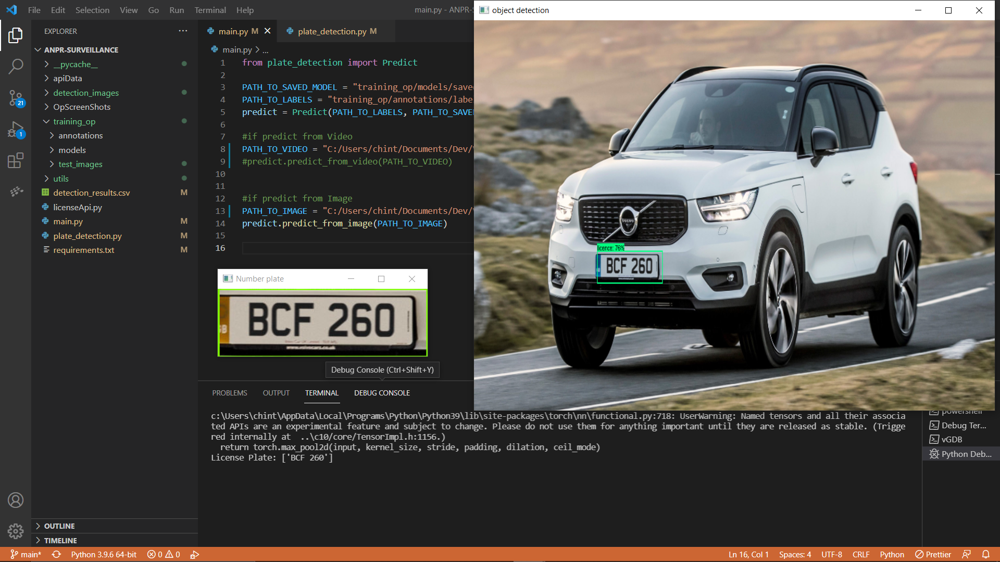 File Edit Selection View Go Run Terminal Help
main.py - ANPR-S
object detection
EXPLORER
ANPR-SURVEILLANCE
__pycache__
apiData
detection_images
OpScreenShots
training_op
annotations
models
test_images
utils
detection_results.csv M
licenseApi.py
main.py M
plate_detection.py M
requirements.txt M
OUTLINE
TIMELINE
21
1
main.py M
plate_detection.py M
main.py > ...
1 from plate_detection import Predict
2
3 PATH_TO_SAVED_MODEL = "training_op/models/save
4 PATH_TO_LABELS = "training_op/annotations/labe
5 predict = Predict(PATH_TO_LABELS, PATH_TO_SAVE
6
7 #if predict from Video
8 PATH_TO_VIDEO = "C:/Users/chint/Documents/Dev/
9 #predict.predict_from_video(PATH_TO_VIDEO)
10
11
12 #if predict from Image
13 PATH_TO_IMAGE = "C:/Users/chint/Documents/Dev/
14 predict.predict_from_image(PATH_TO_IMAGE)
15
16
Number plate
BCF 260
www.volvocars.co.uk
Debug Console (Ctrl+Shift+Y)
VOLVO
licence: 76%
BCF 260
PROBLEMS OUTPUT TERMINAL DEBUG CONSOLE
c:\Users\chint\AppData\Local\Programs\Python\Python39\lib\site-packages\torch\nn\functional.py:718: UserWarning: Named tensors and all their associa
ted APIs are an experimental feature and subject to change. Please do not use them for anything important until they are released as stable. (Trigge
red internally at  ..\c10/core/TensorImpl.h:1156.)
return torch.max_pool2d(input, kernel_size, stride, padding, dilation, ceil_mode)
License Plate: ['BCF 260']
powershell
Debug Ter...
vGDB
Python Deb...
main* Python 3.9.6 64-bit 0 0
Ln 16, Col 1 Spaces: 4 UTF-8 CRLF Python Prettier